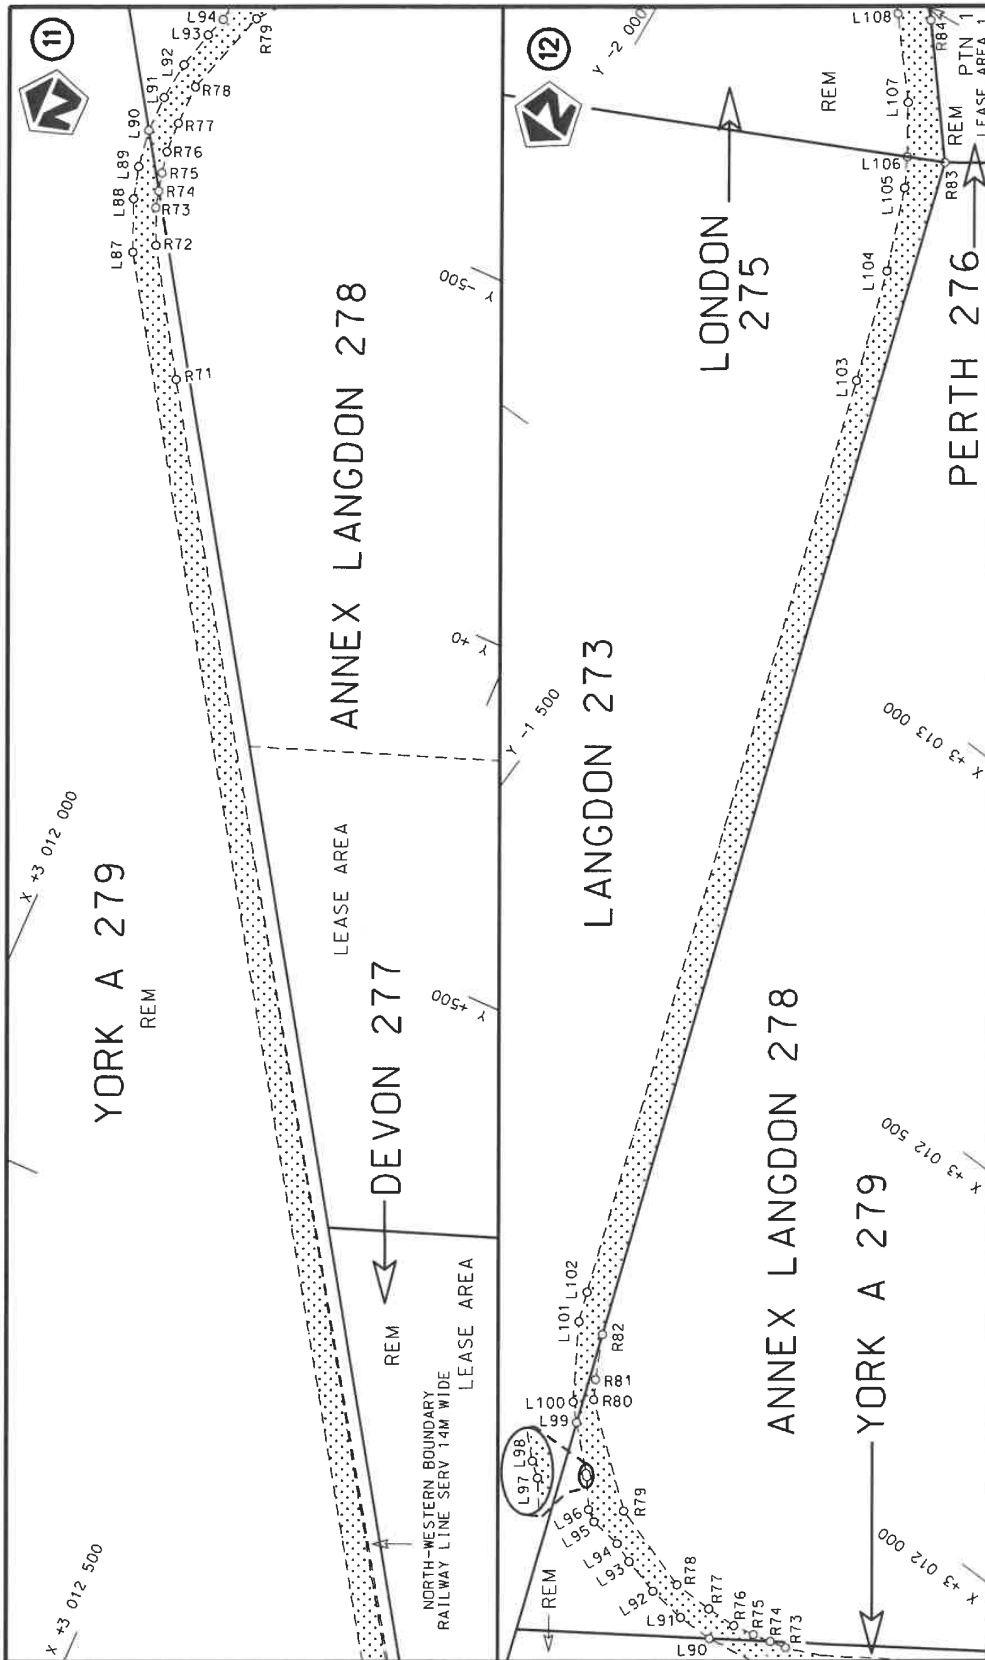 11
X +3 012 500
X +3 012 000
YORK A 279
REM
L87
L88
L89
L90
L91
L92
L93
L94
R71
R72
R73
R74
R75
R76
R77
R78
R79
ANNEX LANGDON 278
LEASE AREA
DEVON 277
REM
LEASE AREA
NORTH-WESTERN BOUNDARY
RAILWAY LINE SERV 14M WIDE
Y +500
Y +0
Y -500
12
Y -1 500
Y -2 000
LONDON
275
REM
LANGDON 273
REM
L90
L91
L92
L93
L94
L95
L96
L97
L98
L99
L100
L101
L102
L103
L104
L105
L106
L107
L108
R73
R74
R75
R76
R77
R78
R79
R80
R81
R82
R83
R84
REM
PTN 1
LEASE AREA 1
PERTH 276
ANNEX LANGDON 278
YORK A 279
X +3 012 000
X +3 012 500
X +3 013 000